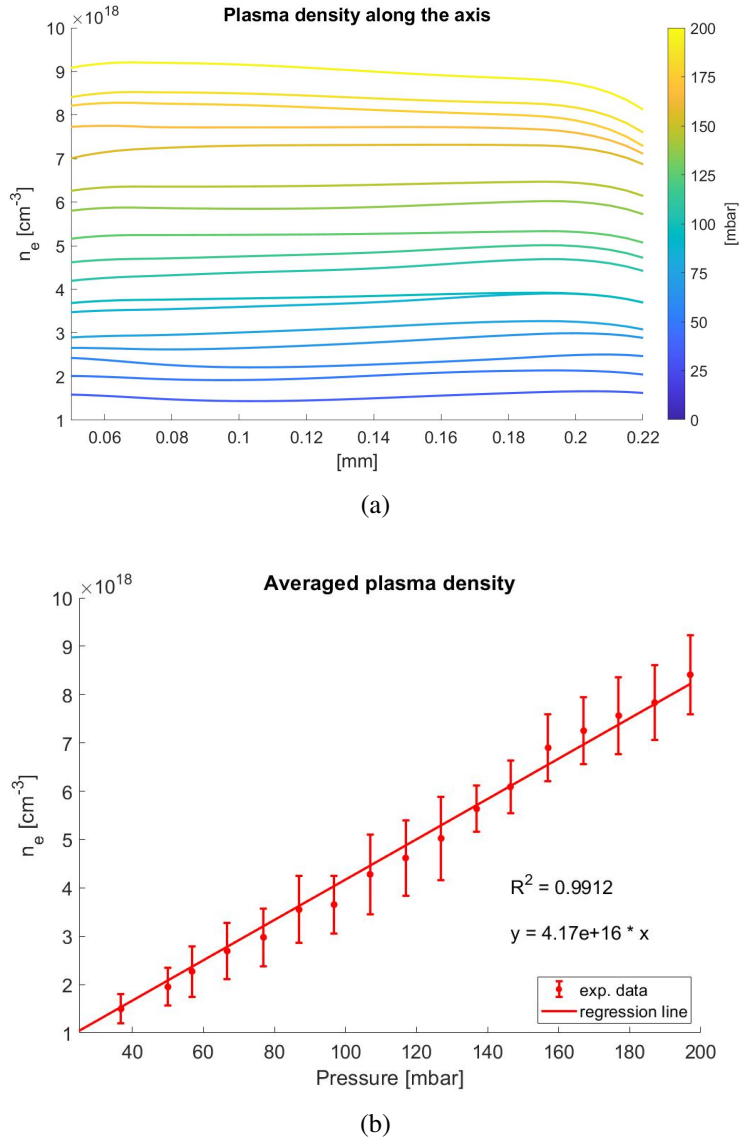 ×10^18
Plasma density along the axis
10
9
8
7
6
5
4
3
2
1
n_e [cm^-3]
0.06 0.08 0.1 0.12 0.14 0.16 0.18 0.2 0.22
[mm]
200
175
150
125
100
75
50
25
0
[mbar]
(a)
×10^18
Averaged plasma density
10
9
8
7
6
5
4
3
2
1
n_e [cm^-3]
R^2 = 0.9912
y = 4.17e+16 * x
exp. data
regression line
40 60 80 100 120 140 160 180 200
Pressure [mbar]
(b)